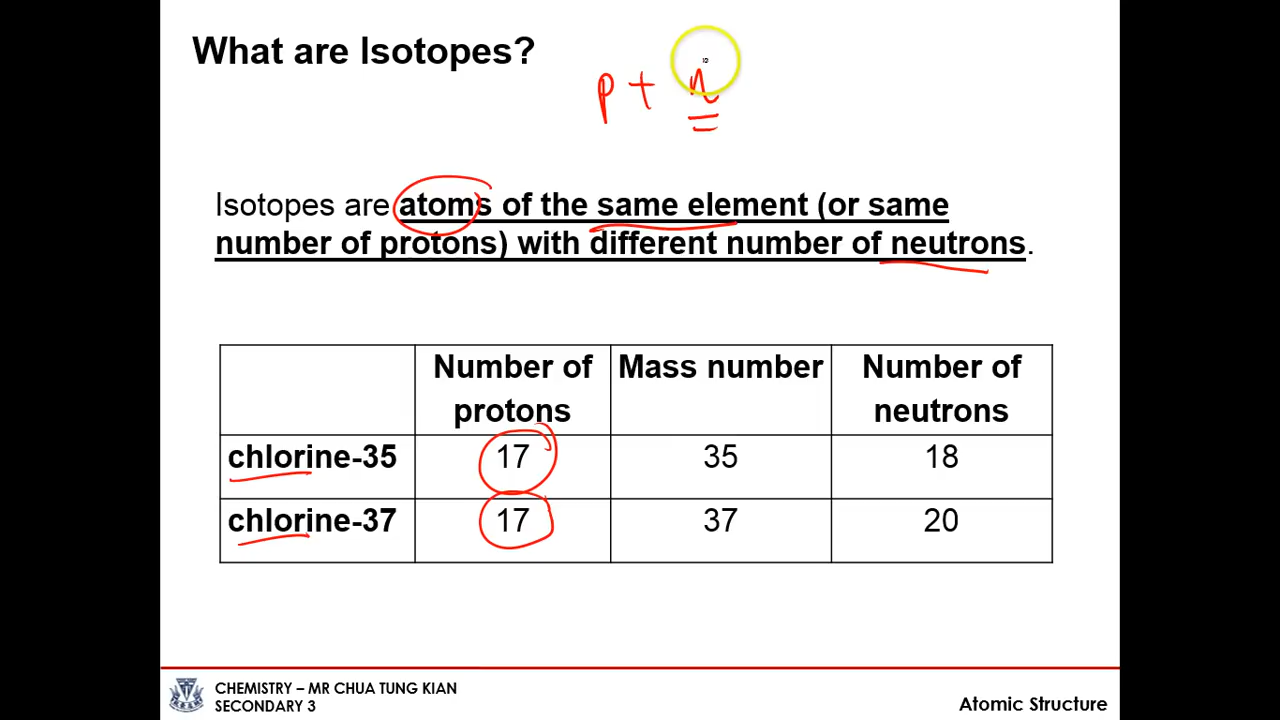 What are Isotopes?
p + n
Isotopes are atoms of the same element (or same
number of protons) with different number of neutrons.
Number of protons Mass number Number of neutrons
chlorine-35 17 35 18
chlorine-37 17 37 20
CHEMISTRY – MR CHUA TUNG KIAN
SECONDARY 3
Atomic Structure